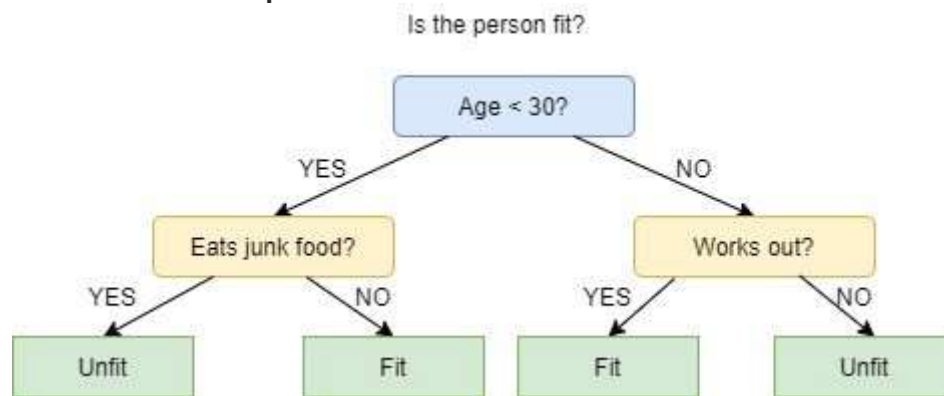 Is the person fit?
Age < 30?
YES
NO
Eats junk food?
Works out?
YES
NO
YES
NO
Unfit
Fit
Fit
Unfit